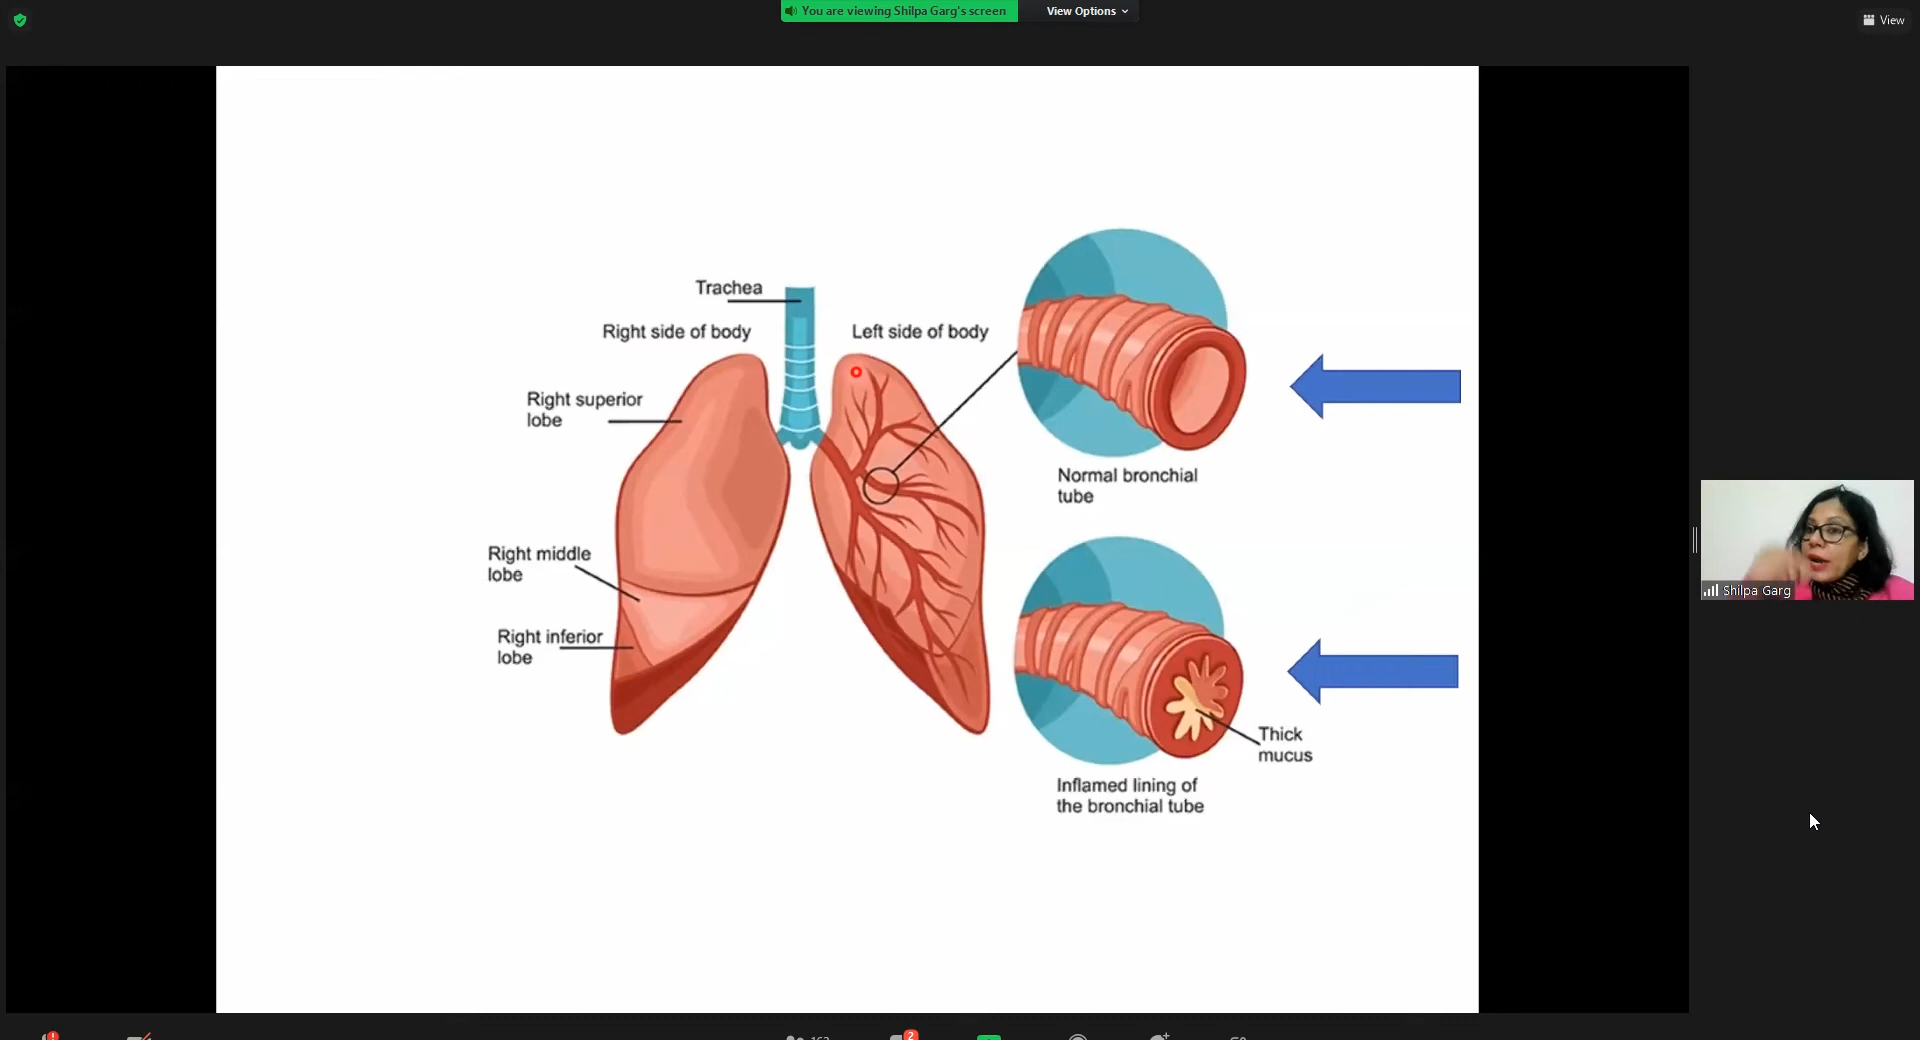 You are viewing Shilpa Garg's screen
View Options
View
Trachea
Right side of body
Left side of body
Right superior
lobe
Normal bronchial
tube
Right middle
lobe
Right inferior
lobe
Thick
mucus
Inflamed lining of
the bronchial tube
Shilpa Garg
2